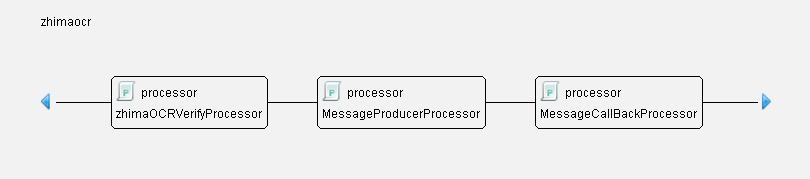 zhimaocr
P processor
zhimaOCRVerifyProcessor
P processor
MessageProducerProcessor
P processor
MessageCallBackProcessor